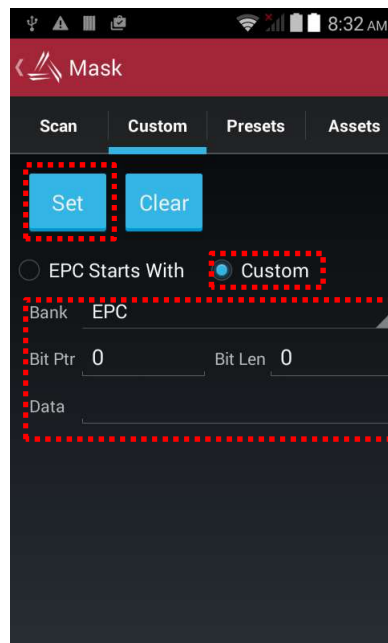 8:32 AM
Mask
Scan Custom Presets Assets
Set Clear
EPC Starts With Custom
Bank EPC
Bit Ptr 0 Bit Len 0
Data